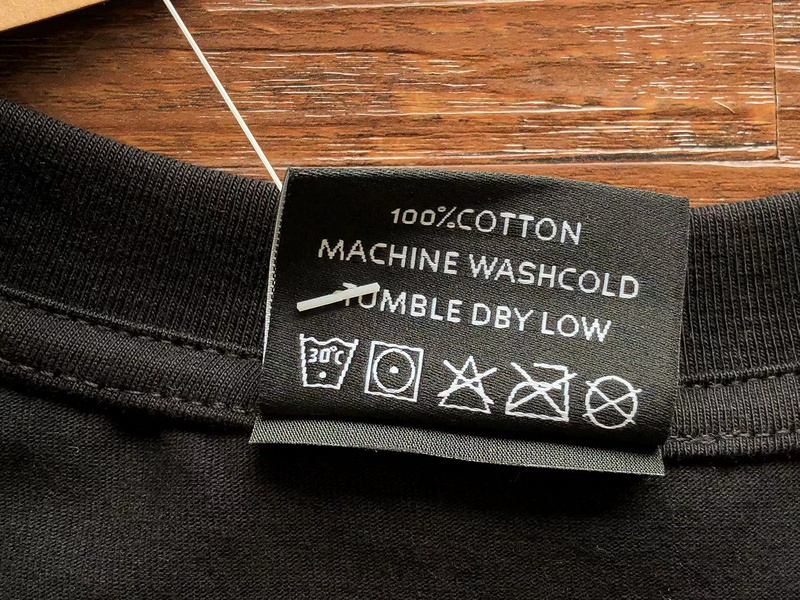 100%COTTON
MACHINE WASHCOLD
TUMBLE DBY LOW
30°C